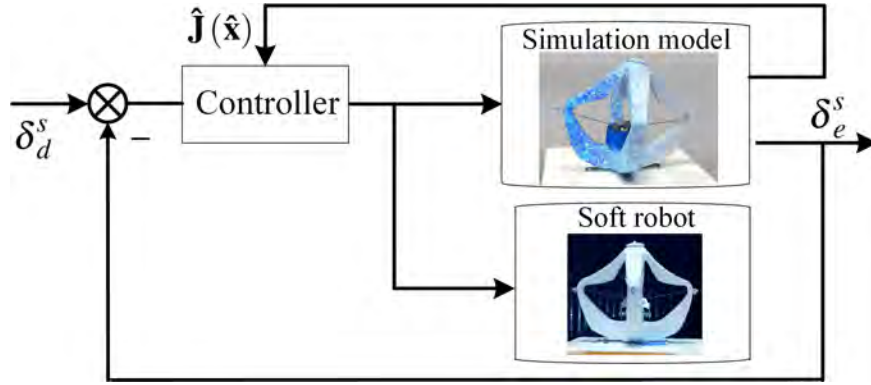 Ĵ(x̂)
Simulation model
Controller
δ_d^s
−
δ_e^s
Soft robot